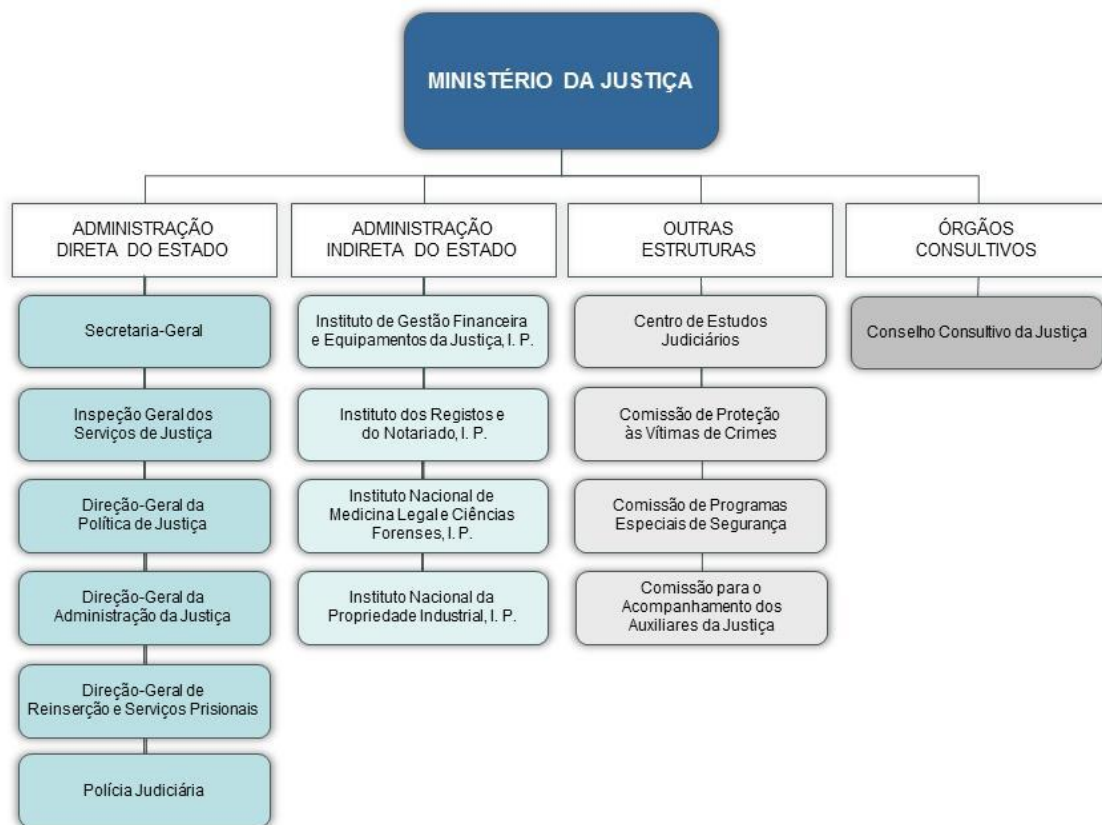 MINISTÉRIO DA JUSTIÇA
ADMINISTRAÇÃO
DIRETA DO ESTADO
Secretaria-Geral
Inspeção Geral dos
Serviços de Justiça
Direção-Geral da
Política de Justiça
Direção-Geral da
Administração da Justiça
Direção-Geral de
Reinserção e Serviços Prisionais
Polícia Judiciária
ADMINISTRAÇÃO
INDIRETA DO ESTADO
Instituto de Gestão Financeira
e Equipamentos da Justiça, I. P.
Instituto dos Registos e
do Notariado, I. P.
Instituto Nacional de
Medicina Legal e Ciências
Forenses, I. P.
Instituto Nacional da
Propriedade Industrial, I. P.
OUTRAS
ESTRUTURAS
Centro de Estudos
Judiciários
Comissão de Proteção
às Vítimas de Crimes
Comissão de Programas
Especiais de Segurança
Comissão para o
Acompanhamento dos
Auxiliares da Justiça
ÓRGÃOS
CONSULTIVOS
Conselho Consultivo da Justiça